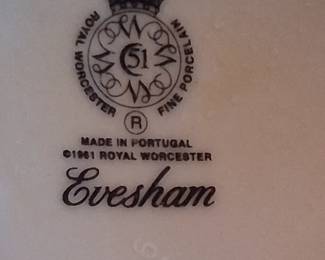 ROYAL WORCESTER
FINE PORCELAIN
51
R
MADE IN PORTUGAL
©1961 ROYAL WORCESTER
Evesham